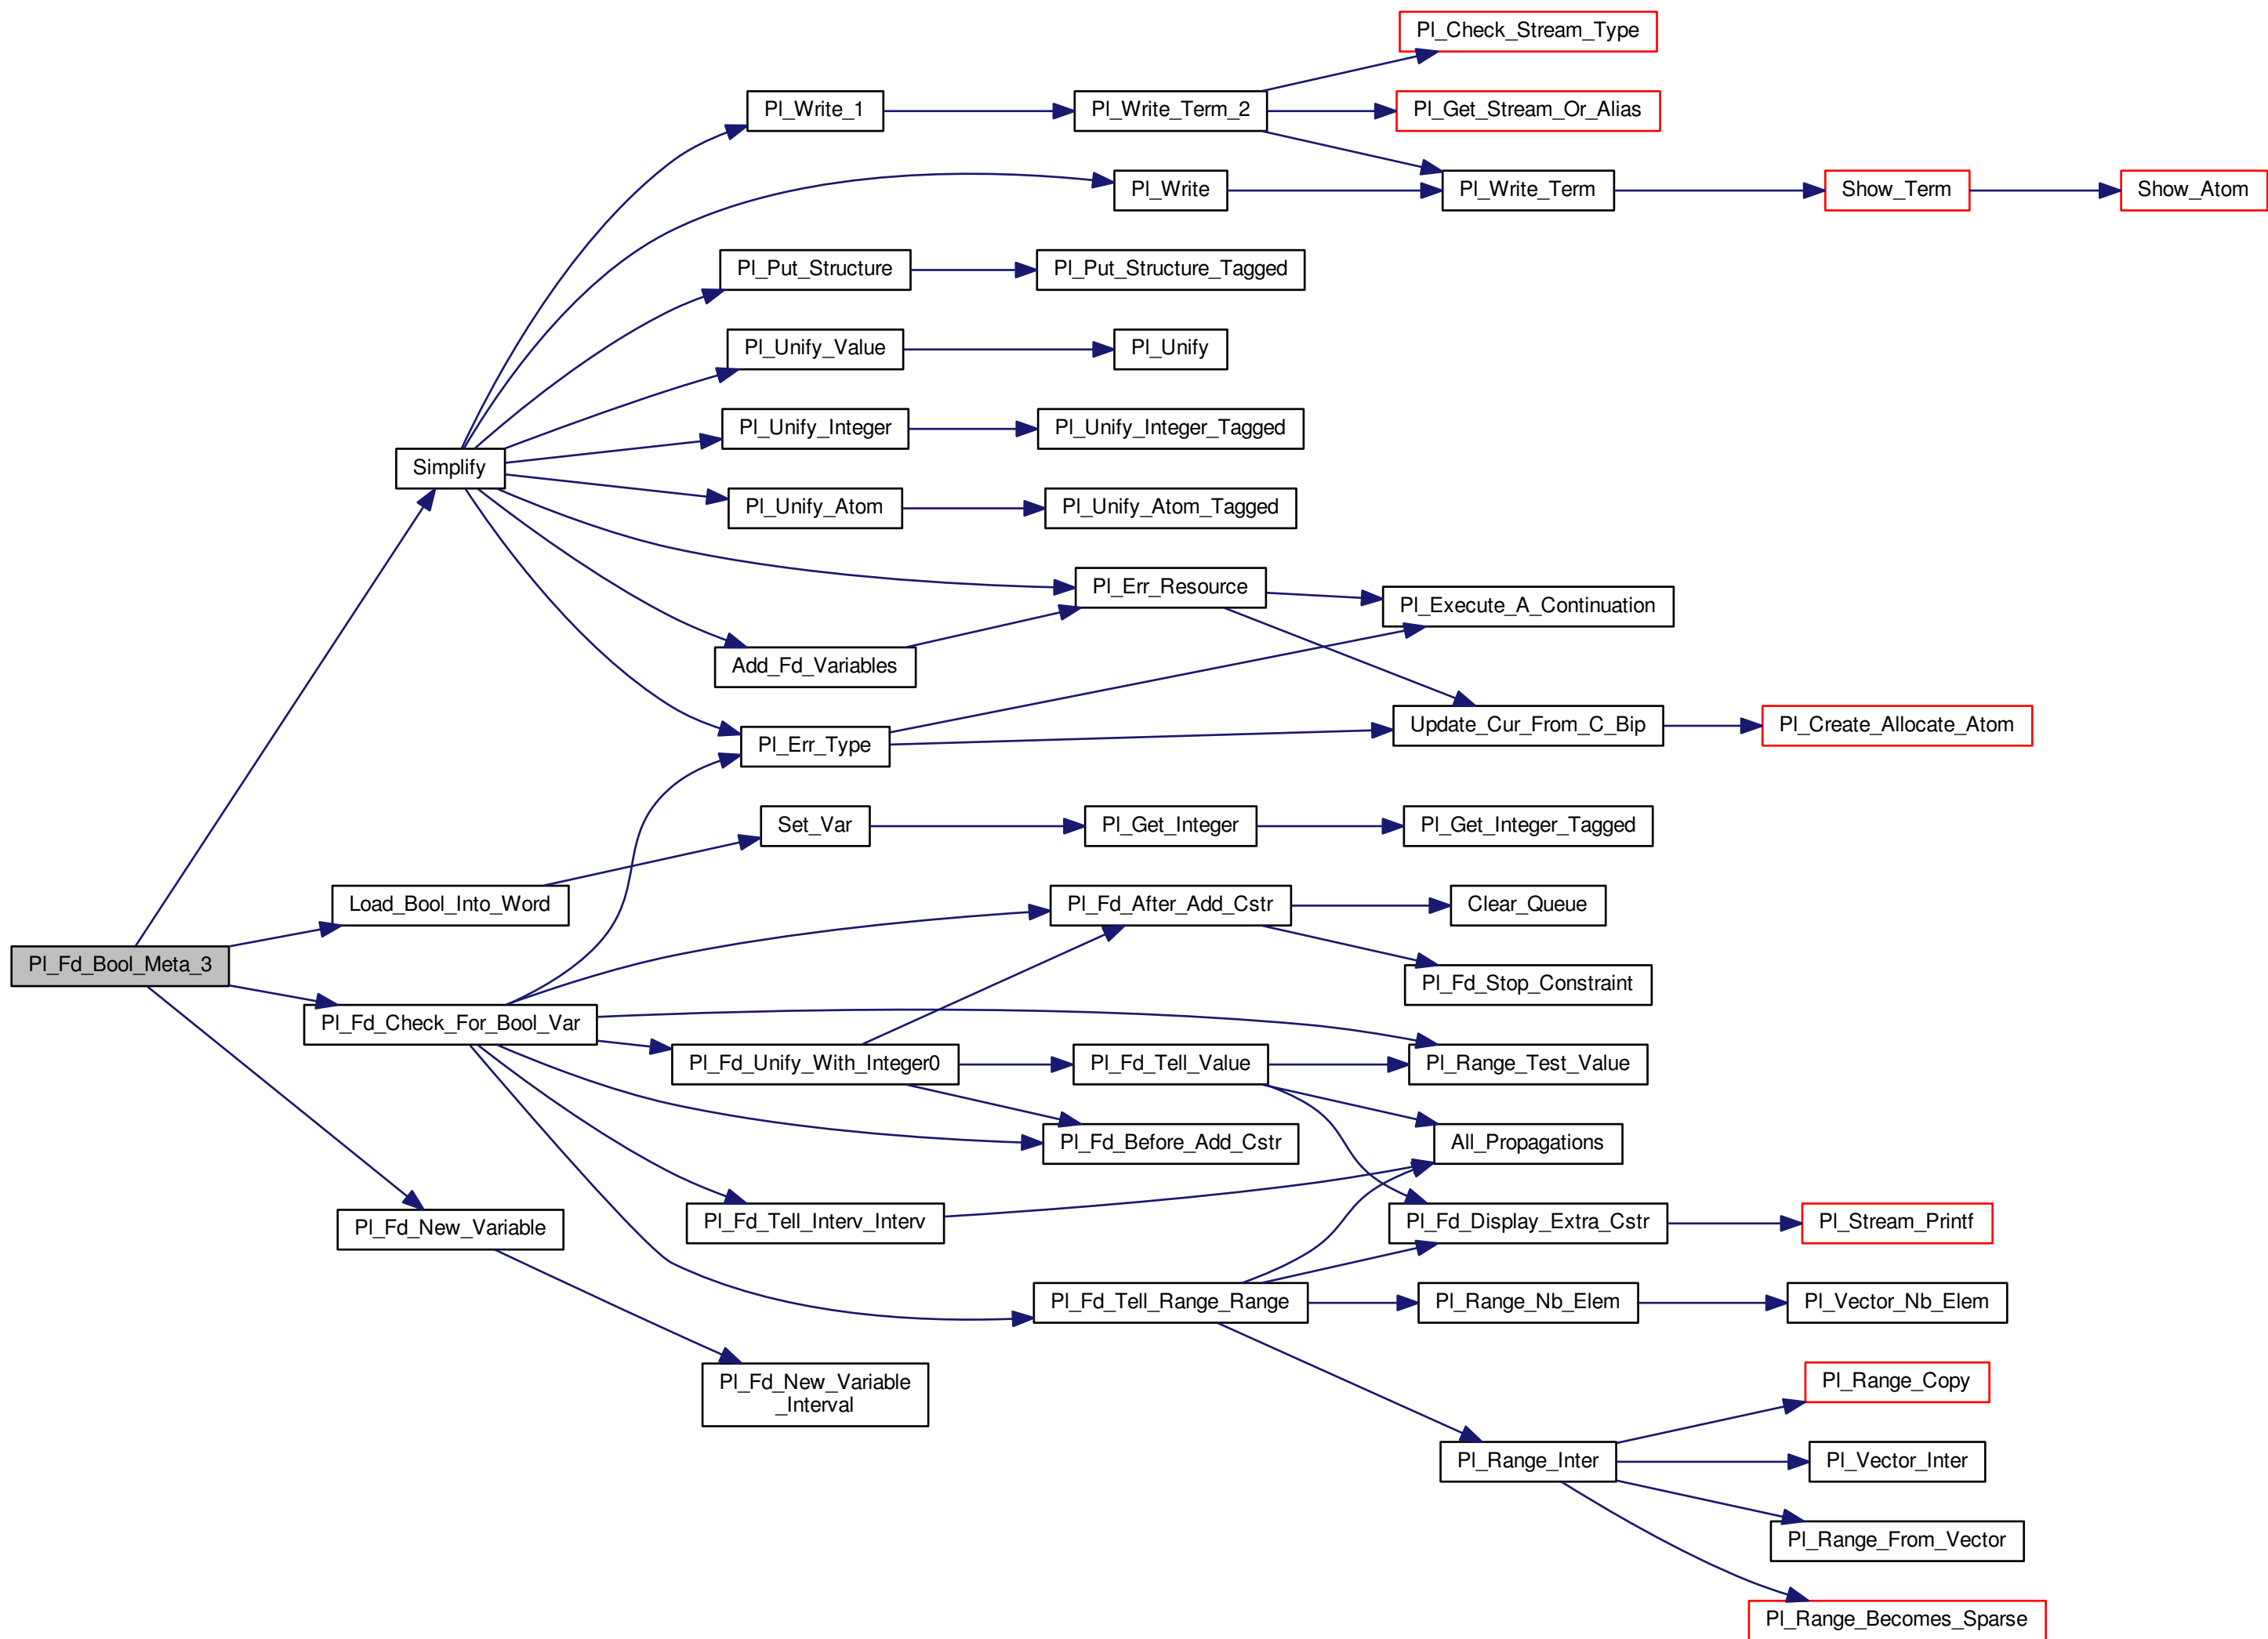 Pl_Check_Stream_Type
Pl_Write_1
Pl_Write_Term_2
Pl_Get_Stream_Or_Alias
Pl_Write
Pl_Write_Term
Show_Term
Show_Atom
Pl_Put_Structure
Pl_Put_Structure_Tagged
Pl_Unify_Value
Pl_Unify
Pl_Unify_Integer
Pl_Unify_Integer_Tagged
Simplify
Pl_Unify_Atom
Pl_Unify_Atom_Tagged
Pl_Err_Resource
Pl_Execute_A_Continuation
Add_Fd_Variables
Pl_Err_Type
Update_Cur_From_C_Bip
Pl_Create_Allocate_Atom
Set_Var
Pl_Get_Integer
Pl_Get_Integer_Tagged
Load_Bool_Into_Word
Pl_Fd_After_Add_Cstr
Clear_Queue
Pl_Fd_Bool_Meta_3
Pl_Fd_Stop_Constraint
Pl_Fd_Check_For_Bool_Var
Pl_Fd_Unify_With_Integer0
Pl_Fd_Tell_Value
Pl_Range_Test_Value
Pl_Fd_Before_Add_Cstr
All_Propagations
Pl_Fd_New_Variable
Pl_Fd_Tell_Interv_Interv
Pl_Fd_Display_Extra_Cstr
Pl_Stream_Printf
Pl_Fd_Tell_Range_Range
Pl_Range_Nb_Elem
Pl_Vector_Nb_Elem
Pl_Fd_New_Variable
_Interval
Pl_Range_Copy
Pl_Range_Inter
Pl_Vector_Inter
Pl_Range_From_Vector
Pl_Range_Becomes_Sparse